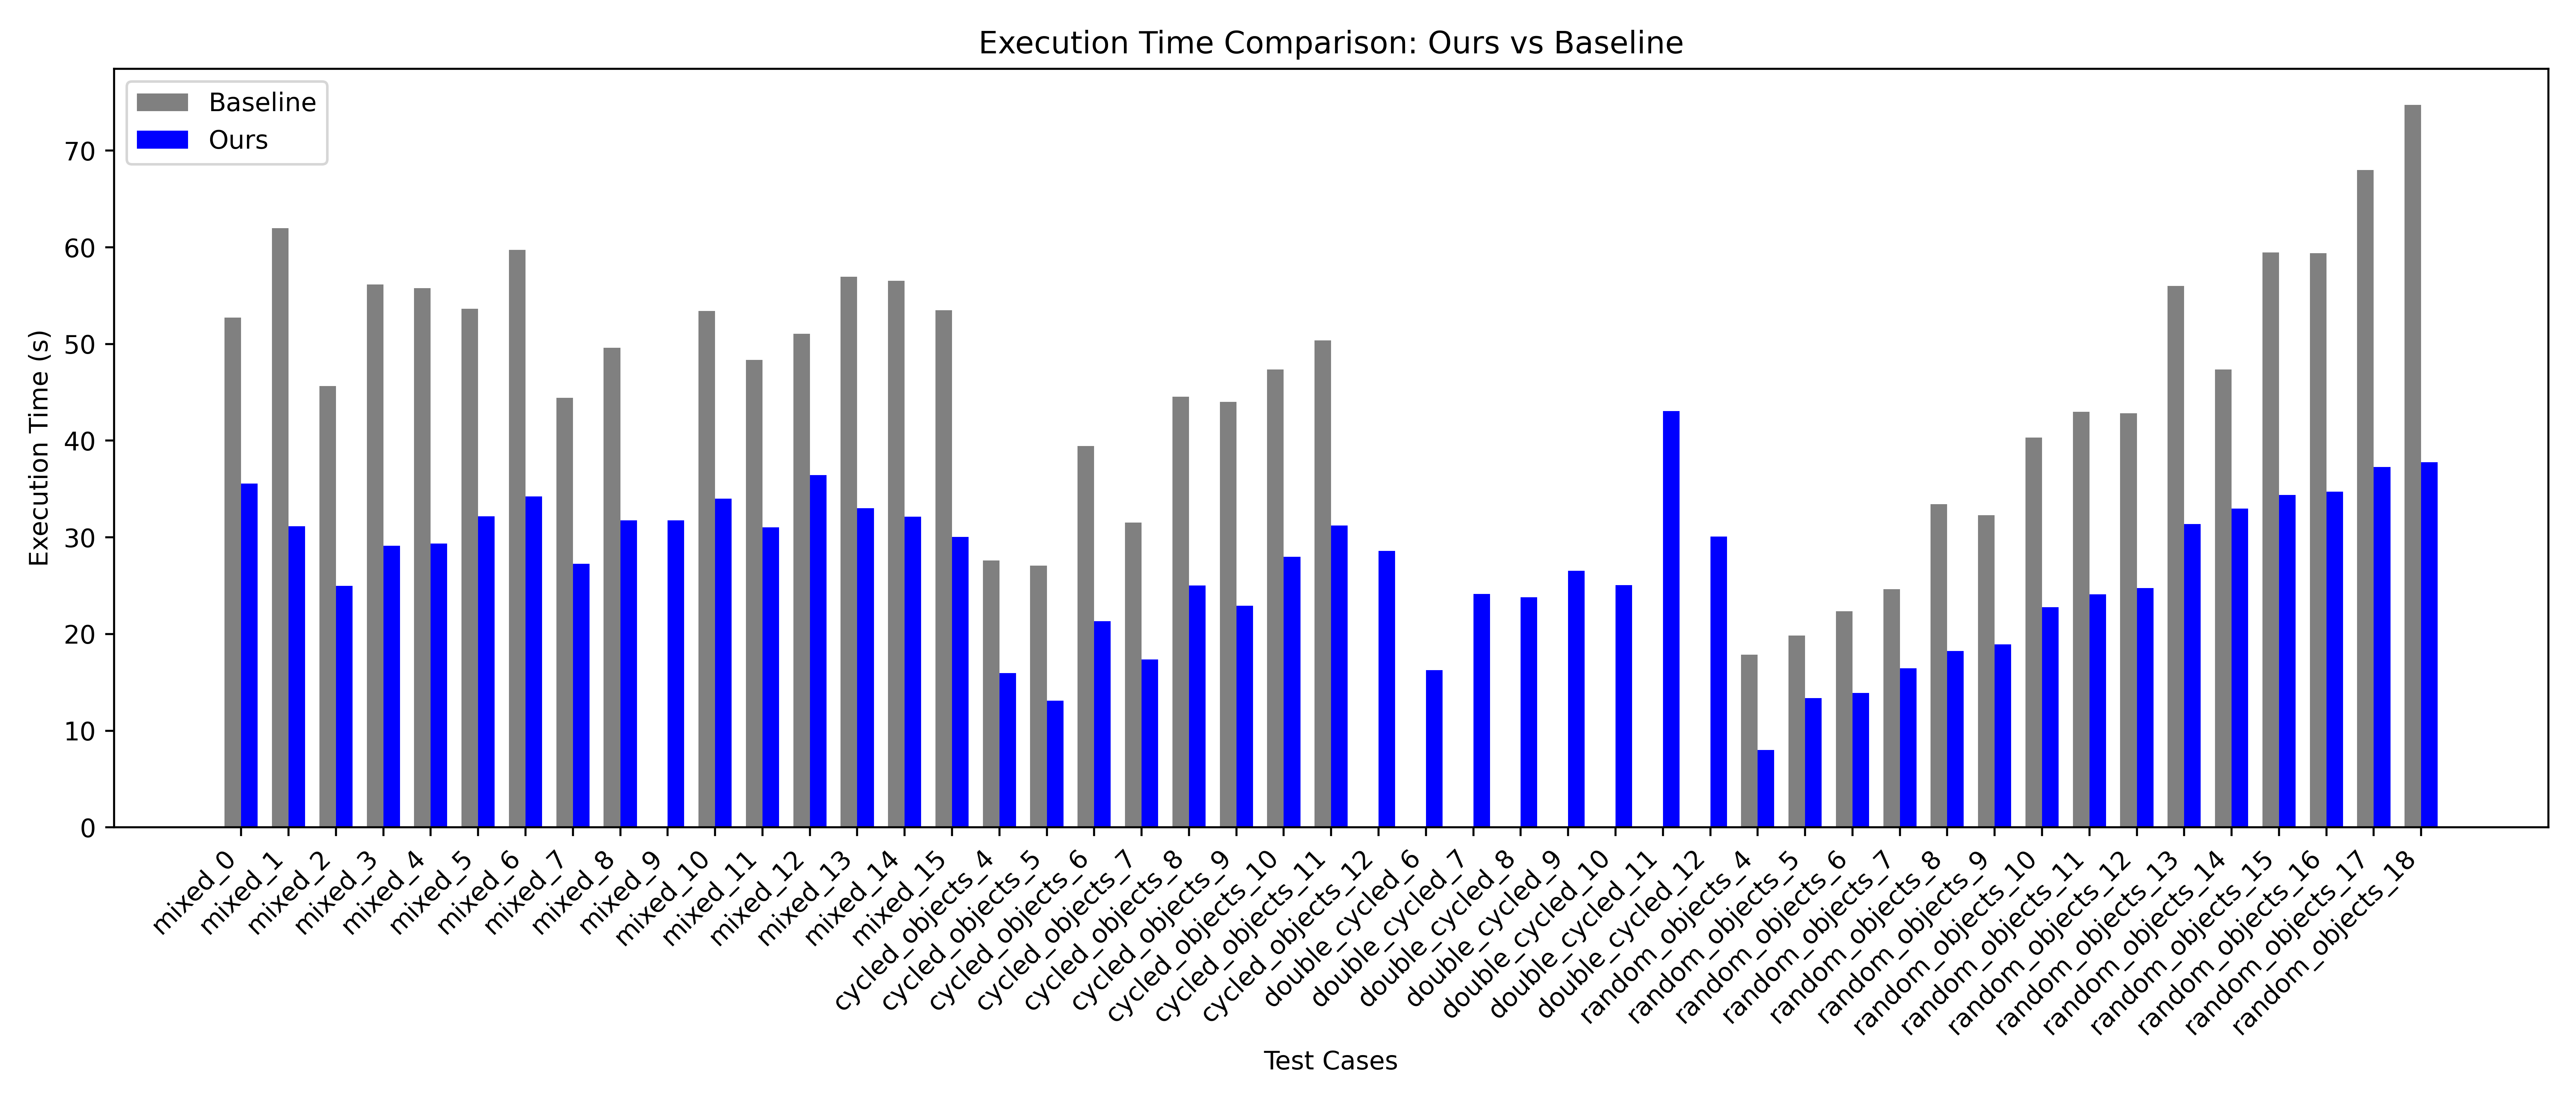 Execution Time Comparison: Ours vs Baseline
Baseline
Ours
Execution Time (s)
70
60
50
40
30
20
10
0
mixed_0
mixed_1
mixed_2
mixed_3
mixed_4
mixed_5
mixed_6
mixed_7
mixed_8
mixed_9
mixed_10
mixed_11
mixed_12
mixed_13
mixed_14
mixed_15
cycled_objects_4
cycled_objects_5
cycled_objects_6
cycled_objects_7
cycled_objects_8
cycled_objects_9
cycled_objects_10
cycled_objects_11
cycled_objects_12
double_cycled_6
double_cycled_7
double_cycled_8
double_cycled_9
double_cycled_10
double_cycled_11
double_cycled_12
random_objects_4
random_objects_5
random_objects_6
random_objects_7
random_objects_8
random_objects_9
random_objects_10
random_objects_11
random_objects_12
random_objects_13
random_objects_14
random_objects_15
random_objects_16
random_objects_17
random_objects_18
Test Cases